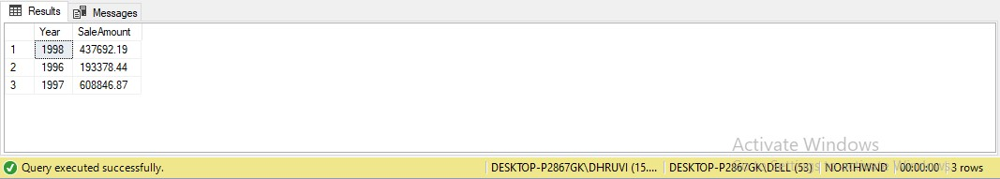 Results Messages
Year SaleAmount
1 1998 437692.19
2 1996 193378.44
3 1997 608846.87
Activate Windows
Query executed successfully. DESKTOP-P2867GK\DHRUVI (15.... DESKTOP-P2867GK\DELL (53) NORTHWND 00:00:00 3 rows